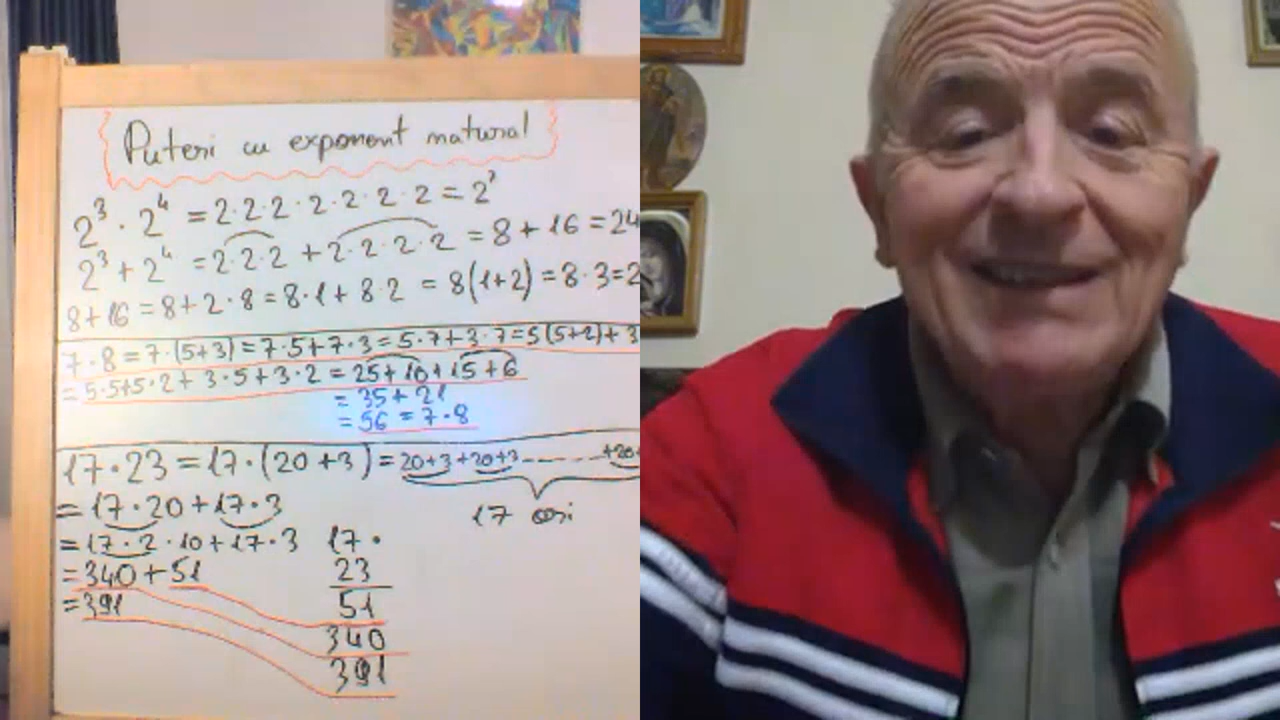 Puteri cu exponent natural
2³ · 2⁴ = 2·2·2·2·2·2·2 = 2⁷
2³ + 2⁴ = 2·2·2 + 2·2·2·2 = 8 + 16 = 24
8+16 = 8+2·8 = 8·1 + 8·2 = 8(1+2) = 8·3=2
7·8 = 7·(5+3) = 7·5+7·3 = 5·7+3·7 = 5(5+2)+3
= 5·5+5·2 + 3·5+3·2 = 25+10+15+6
= 35+21
= 56 = 7·8
17·23 = 17·(20+3) = 20+3+20+3------+20+
= 17·20 + 17·3
17 ori
= 17·2·10+17·3
= 340+51
= 391
17 ·
23
51
340
391